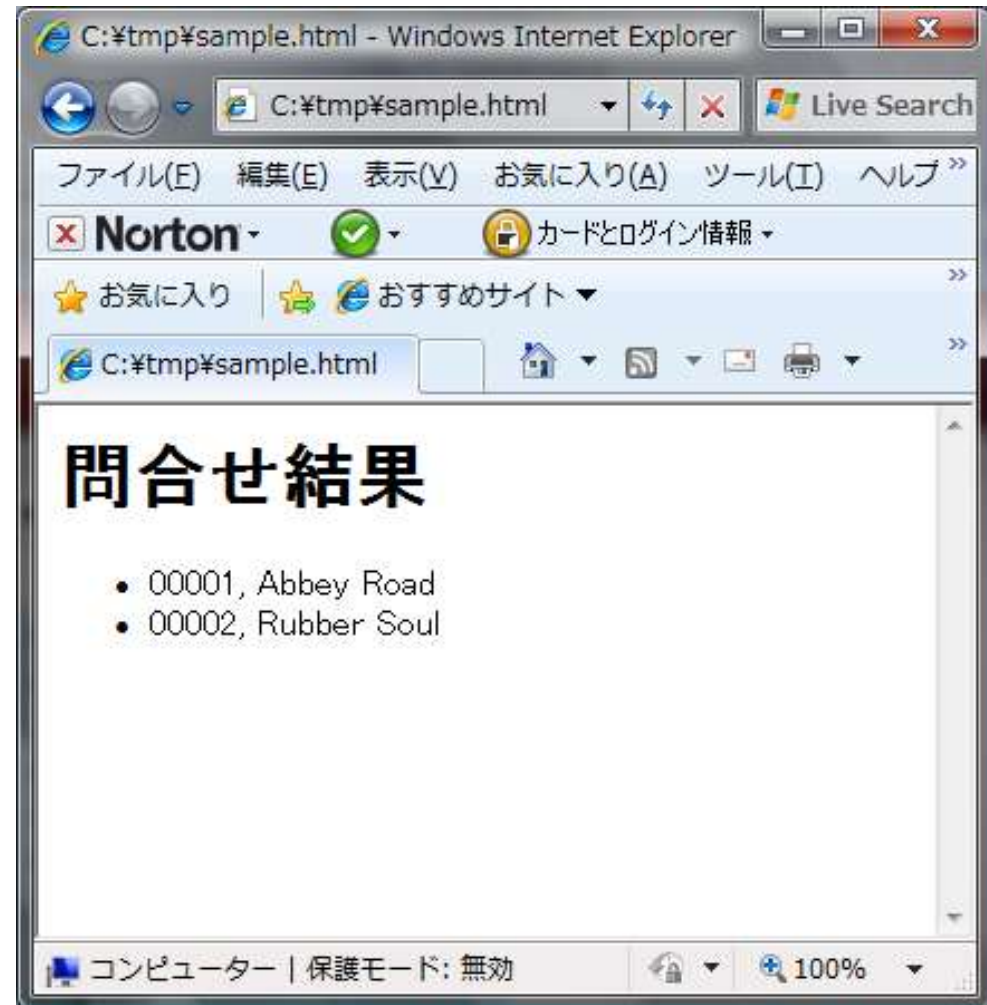 C:¥tmp¥sample.html - Windows Internet Explorer
C:¥tmp¥sample.html Live Search
ファイル(F) 編集(E) 表示(V) お気に入り(A) ツール(T) ヘルプ »
Norton カードとログイン情報
お気に入り おすすめサイト »
C:¥tmp¥sample.html »
問合せ結果
• 00001, Abbey Road
• 00002, Rubber Soul
コンピューター | 保護モード: 無効 100%